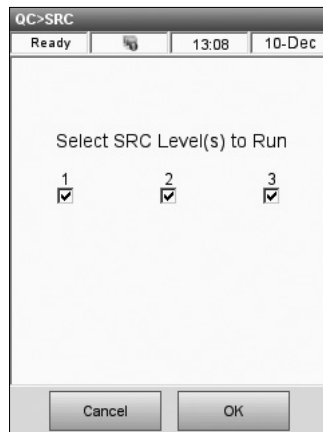 QC>SRC
Ready 13:08 10-Dec
Select SRC Level(s) to Run
1 2 3
Cancel OK